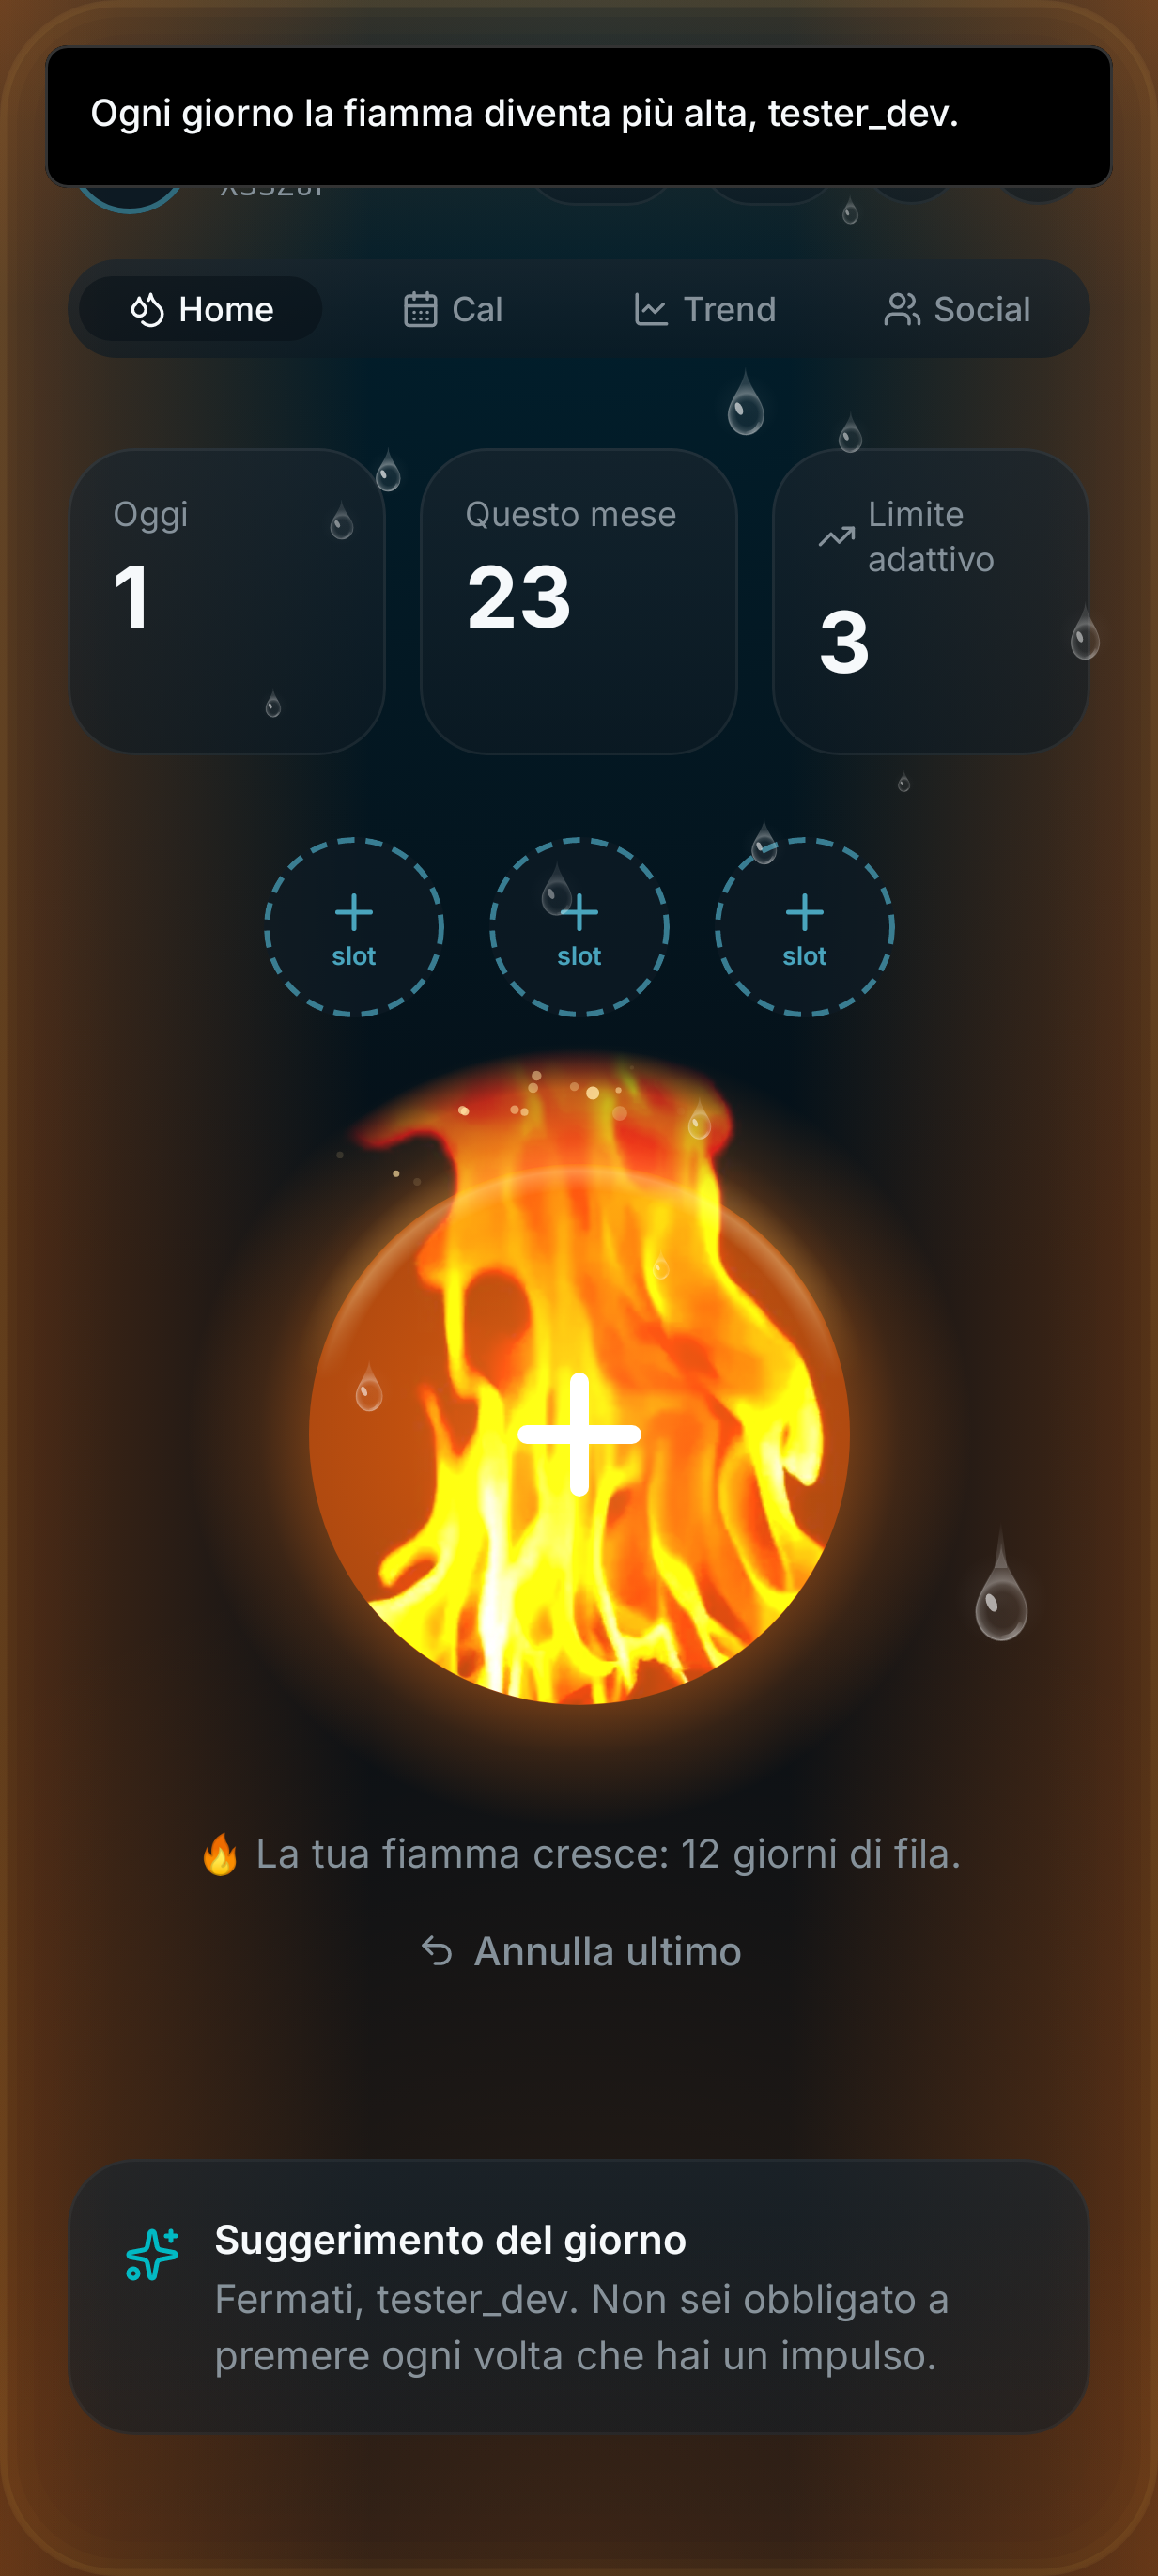 Ogni giorno la fiamma diventa più alta, tester_dev.
Home
Cal
Trend
Social
Oggi
1
Questo mese
23
Limite
adattivo
3
slot
slot
slot
🔥 La tua fiamma cresce: 12 giorni di fila.
Annulla ultimo
Suggerimento del giorno
Fermati, tester_dev. Non sei obbligato a
premere ogni volta che hai un impulso.